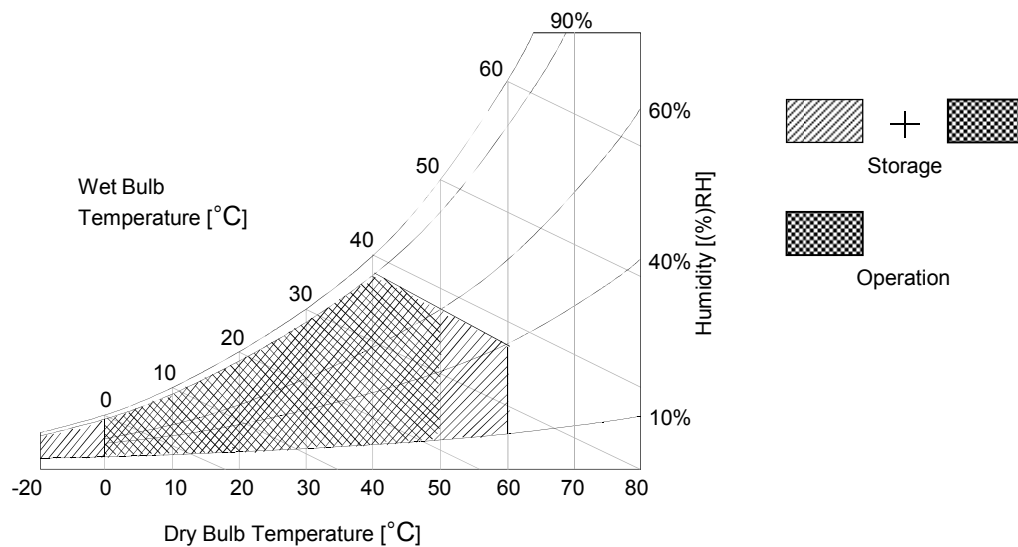 90%
60
60%
50
Wet Bulb
Temperature [°C]
Humidity [(%)RH]
Storage
40
40%
Operation
30
20
10
0
10%
-20 0 10 20 30 40 50 60 70 80
Dry Bulb Temperature [°C]